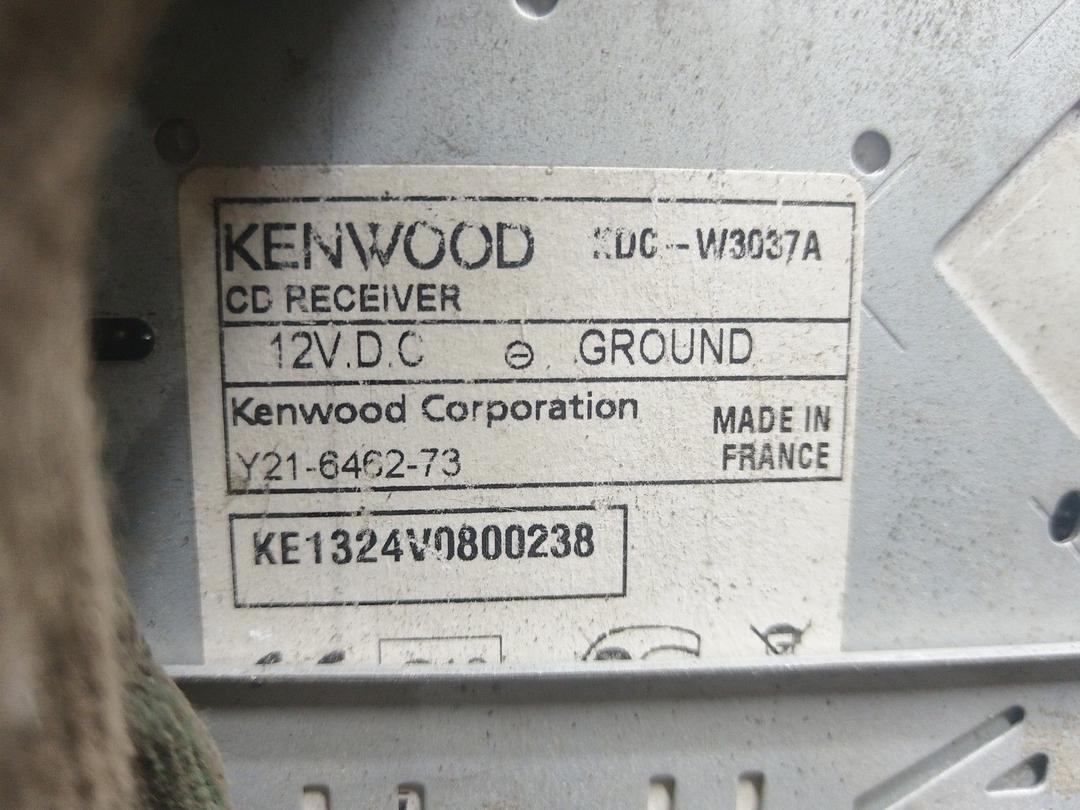 KENWOOD KDC-W3037A
CD RECEIVER
12V.D.C ⊖ GROUND
Kenwood Corporation
MADE IN
FRANCE
Y21-6462-73
KE1324V0800238